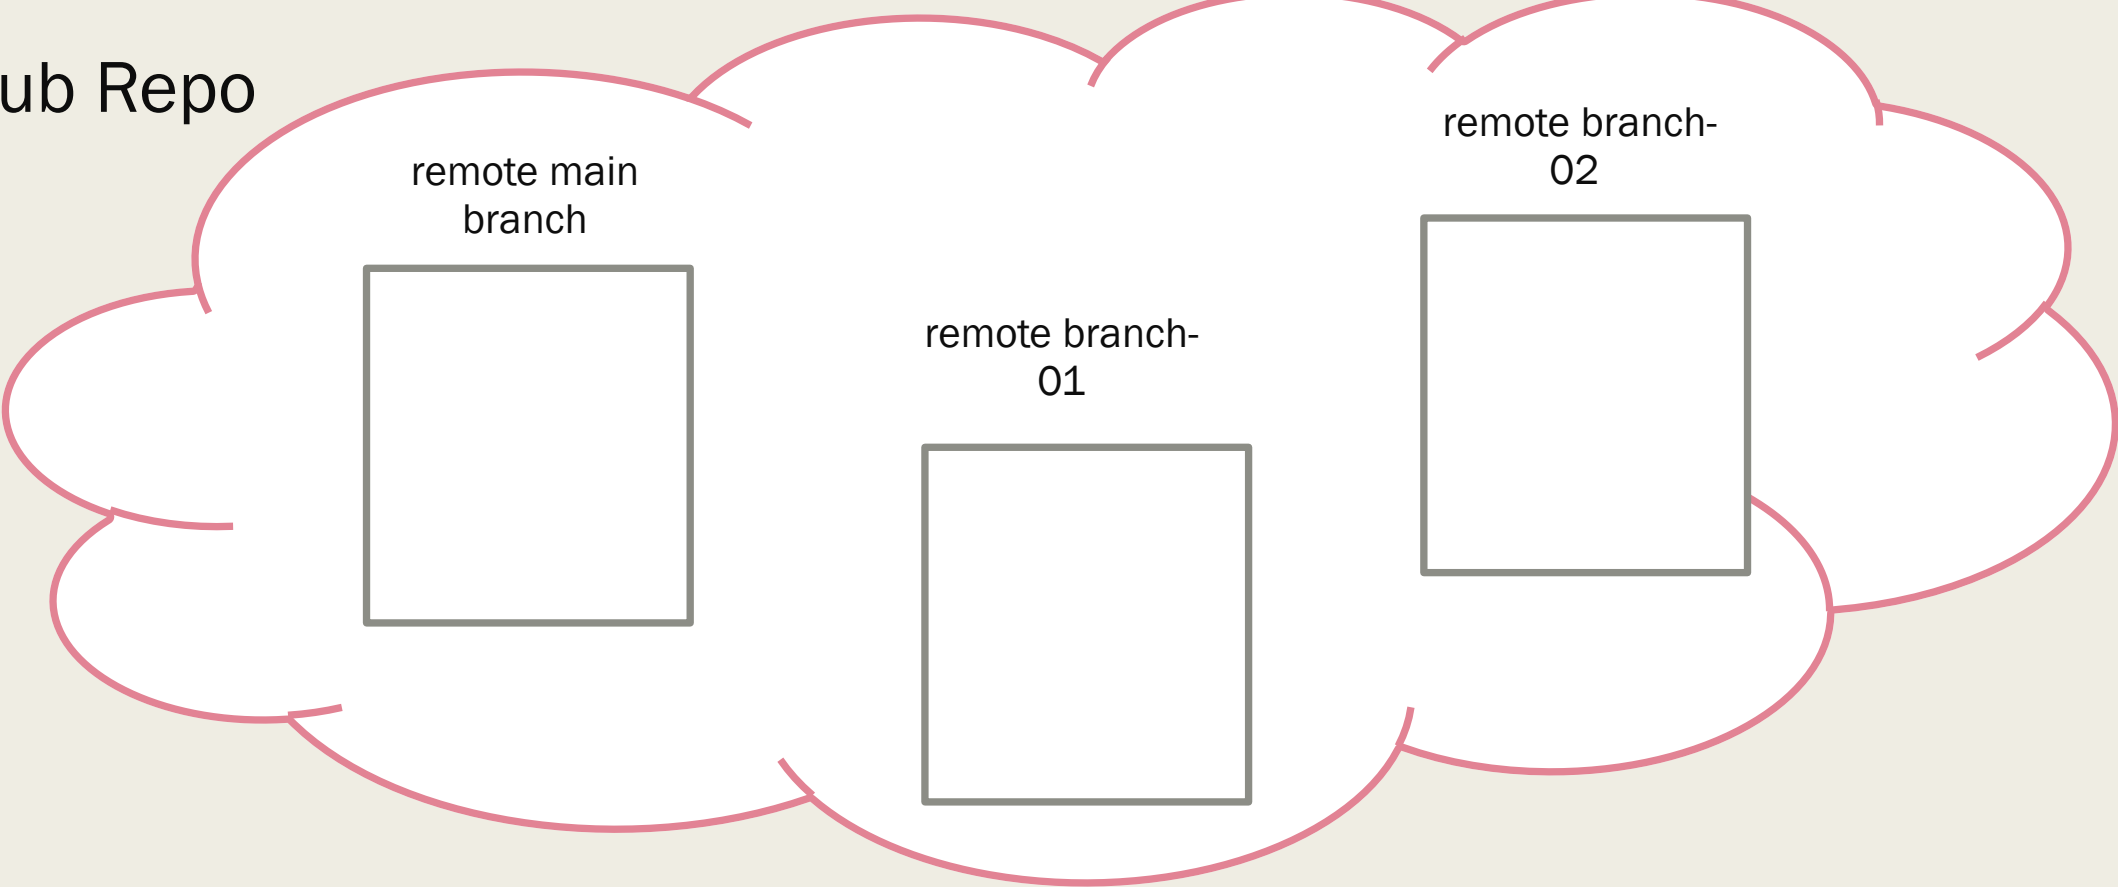 ub Repo
remote main
branch
remote branch-
01
remote branch-
02